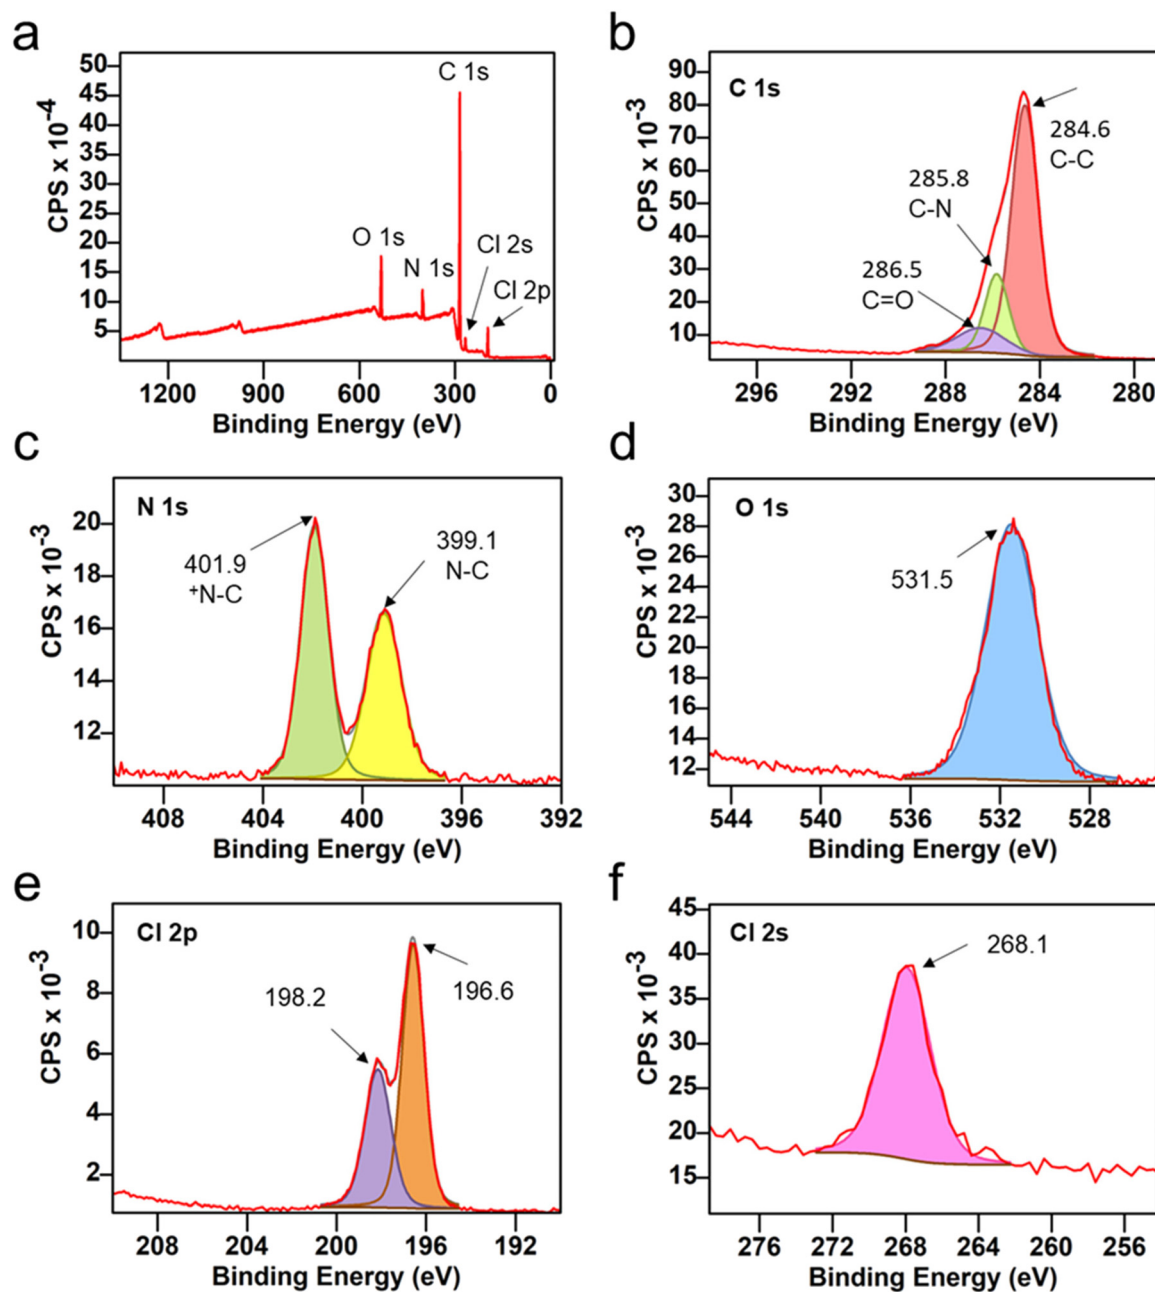 a
50
45
40
35
30
25
20
15
10
5
CPS x 10⁻⁴
C 1s
O 1s
N 1s
Cl 2s
Cl 2p
1200
900
600
300
0
Binding Energy (eV)
b
C 1s
90
80
70
60
50
40
30
20
10
CPS x 10⁻³
284.6
C-C
285.8
C-N
286.5
C=O
296
292
288
284
280
Binding Energy (eV)
c
N 1s
20
18
16
14
12
CPS x 10⁻³
401.9
⁺N-C
399.1
N-C
408
404
400
396
392
Binding Energy (eV)
d
O 1s
30
28
26
24
22
20
18
16
14
12
CPS x 10⁻³
531.5
544
540
536
532
528
Binding Energy (eV)
e
Cl 2p
10
8
6
4
2
CPS x 10⁻³
198.2
196.6
208
204
200
196
192
Binding Energy (eV)
f
Cl 2s
45
40
35
30
25
20
15
CPS x 10⁻³
268.1
276
272
268
264
260
256
Binding Energy (eV)